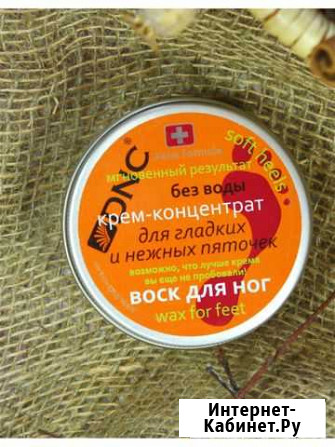 DNC
soft heels
мгновенный результат
без воды
крем-концентрат
для гладких
и нежных пяточек
возможно, что лучше крема
вы еще не пробовали!
воск для ног
wax for feet
Интернет-
Кабинет.Ру